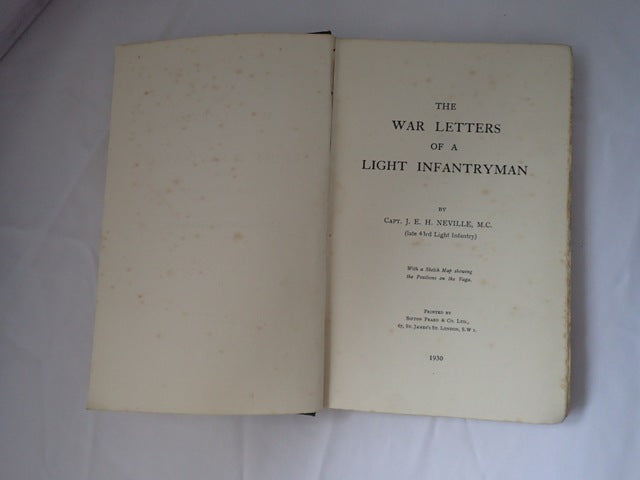 THE
WAR LETTERS
OF A
LIGHT INFANTRYMAN
BY
CAPT. J. E. H. NEVILLE, M.C.
(late 43rd Light Infantry)
With a Sketch Map showing
the Positions on the Vaga.
PRINTED BY
SIFTON PRAED & CO. LTD.,
67, ST. JAMES'S ST. LONDON, S.W 1.
1930